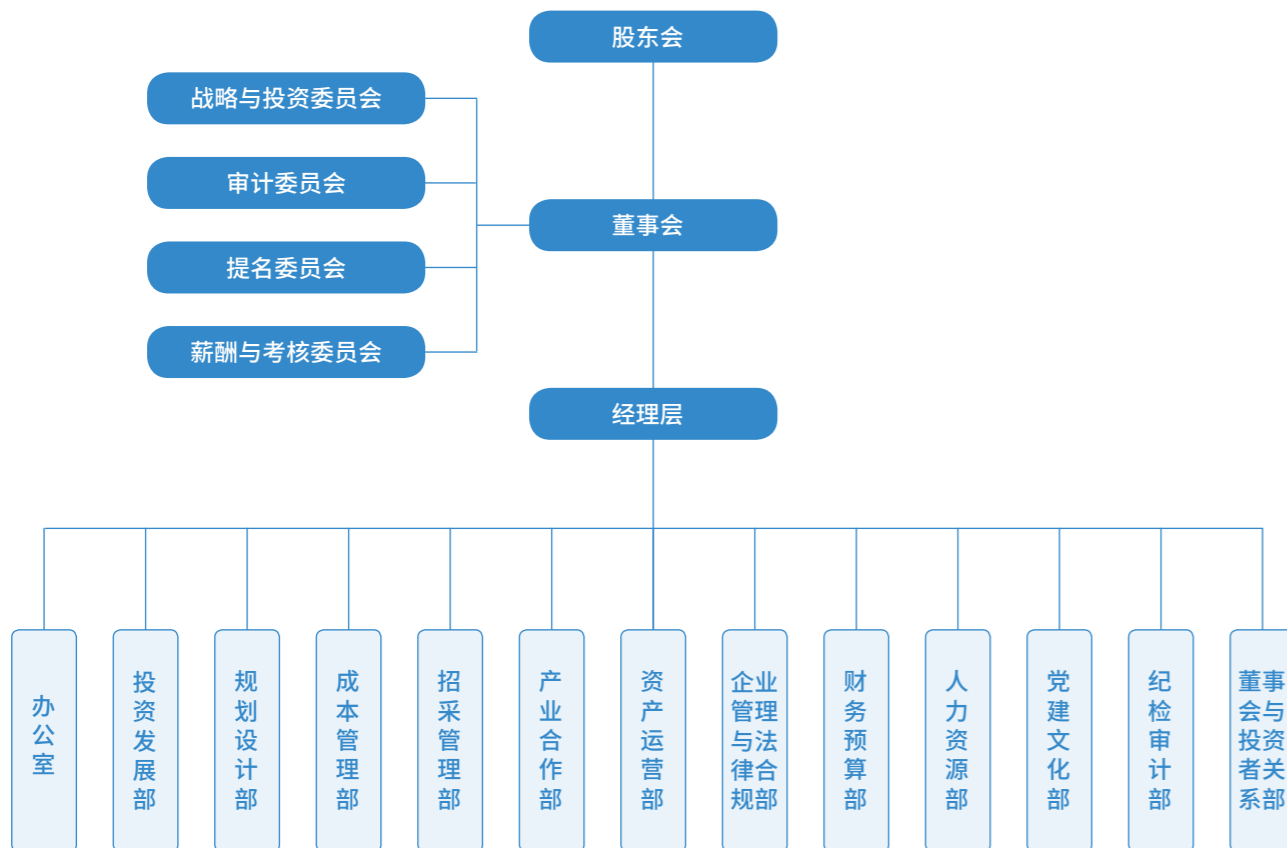 股东会
战略与投资委员会
审计委员会
董事会
提名委员会
薪酬与考核委员会
经理层
办公室
投资发展部
规划设计部
成本管理部
招采管理部
产业合作部
资产运营部
企业管理与法律合规部
财务预算部
人力资源部
党建文化部
纪检审计部
董事会与投资者关系部